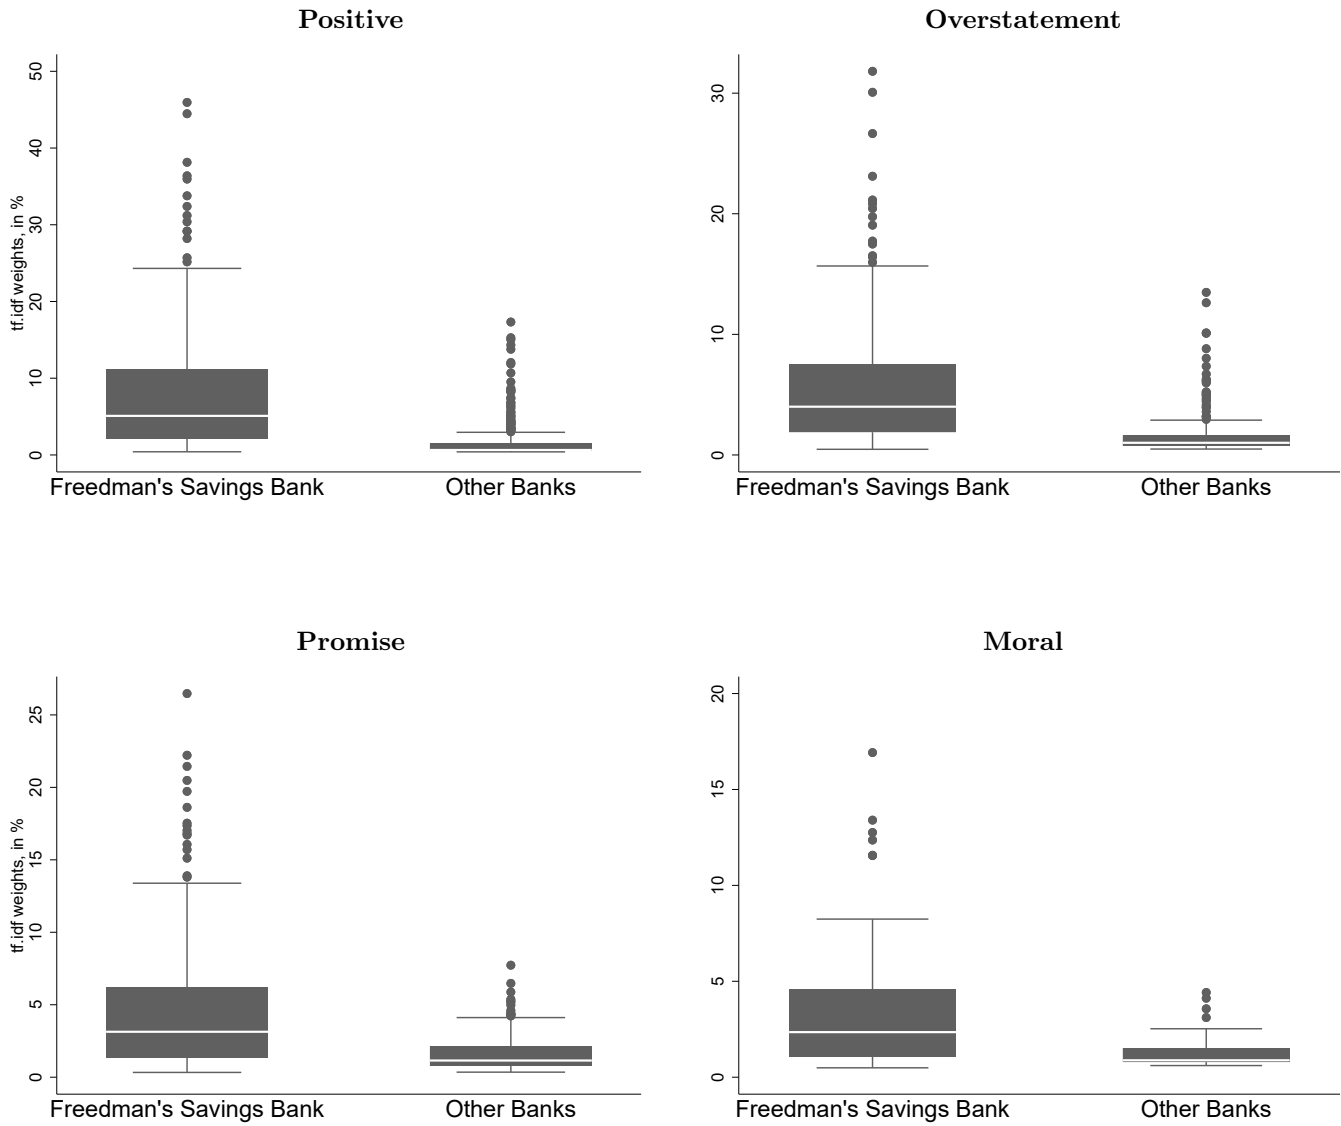 Positive
Overstatement
tf.idf weights, in %
50
40
30
20
10
0
30
20
10
0
Freedman's Savings Bank
Other Banks
Freedman's Savings Bank
Other Banks
Promise
Moral
tf.idf weights, in %
25
20
15
10
5
0
20
15
10
5
0
Freedman's Savings Bank
Other Banks
Freedman's Savings Bank
Other Banks